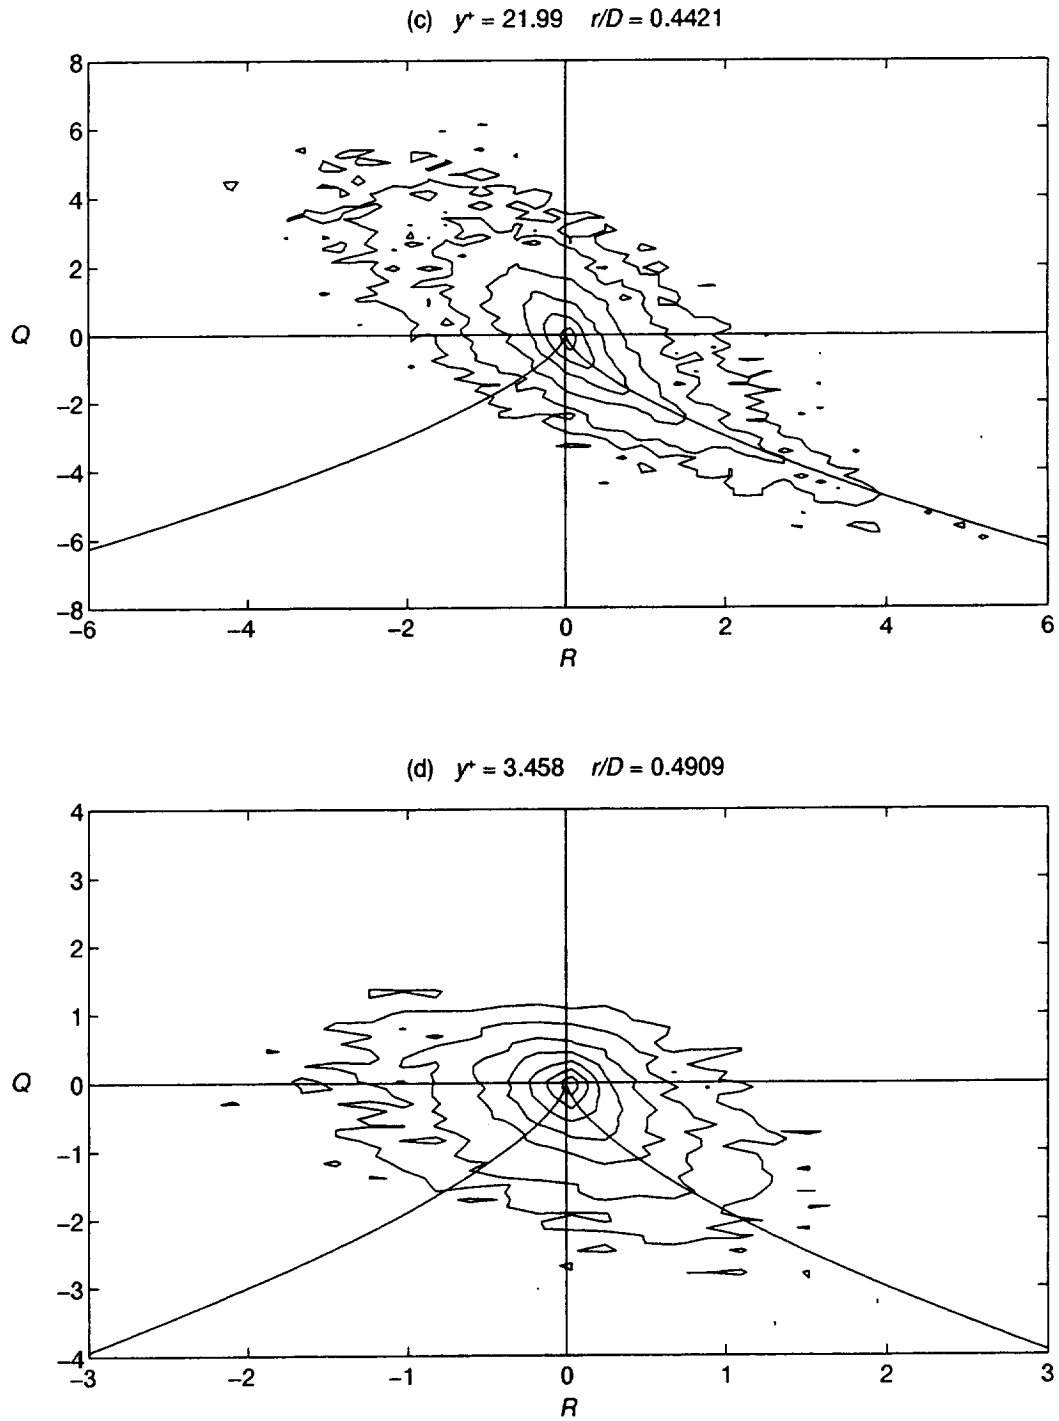 (c) y⁺ = 21.99 r/D = 0.4421
8
6
4
2
Q 0
−2
−4
−6
−8
−6 −4 −2 0 2 4 6
R
(d) y⁺ = 3.458 r/D = 0.4909
4
3
2
1
Q 0
−1
−2
−3
−4
−3 −2 −1 0 1 2 3
R